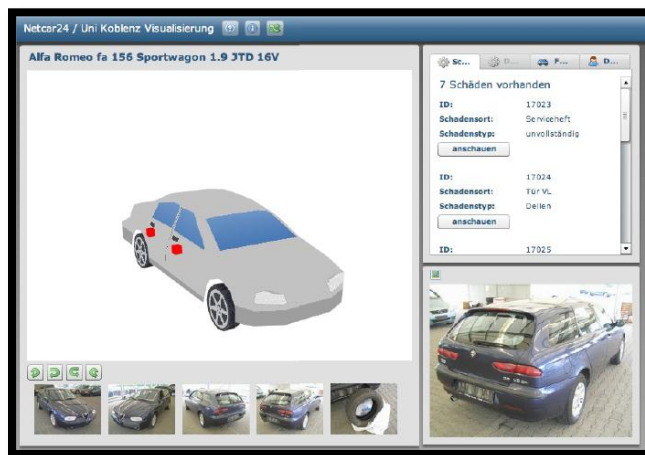 Netcar24 / Uni Koblenz Visualisierung
Alfa Romeo fa 156 Sportwagon 1.9 JTD 16V
Sc...
D...
F...
D...
7 Schäden vorhanden
ID: 17023
Schadensort: Serviceheft
Schadenstyp: unvollständig
anschauen
ID: 17024
Schadensort: Tür VL
Schadenstyp: Dellen
anschauen
ID: 17025